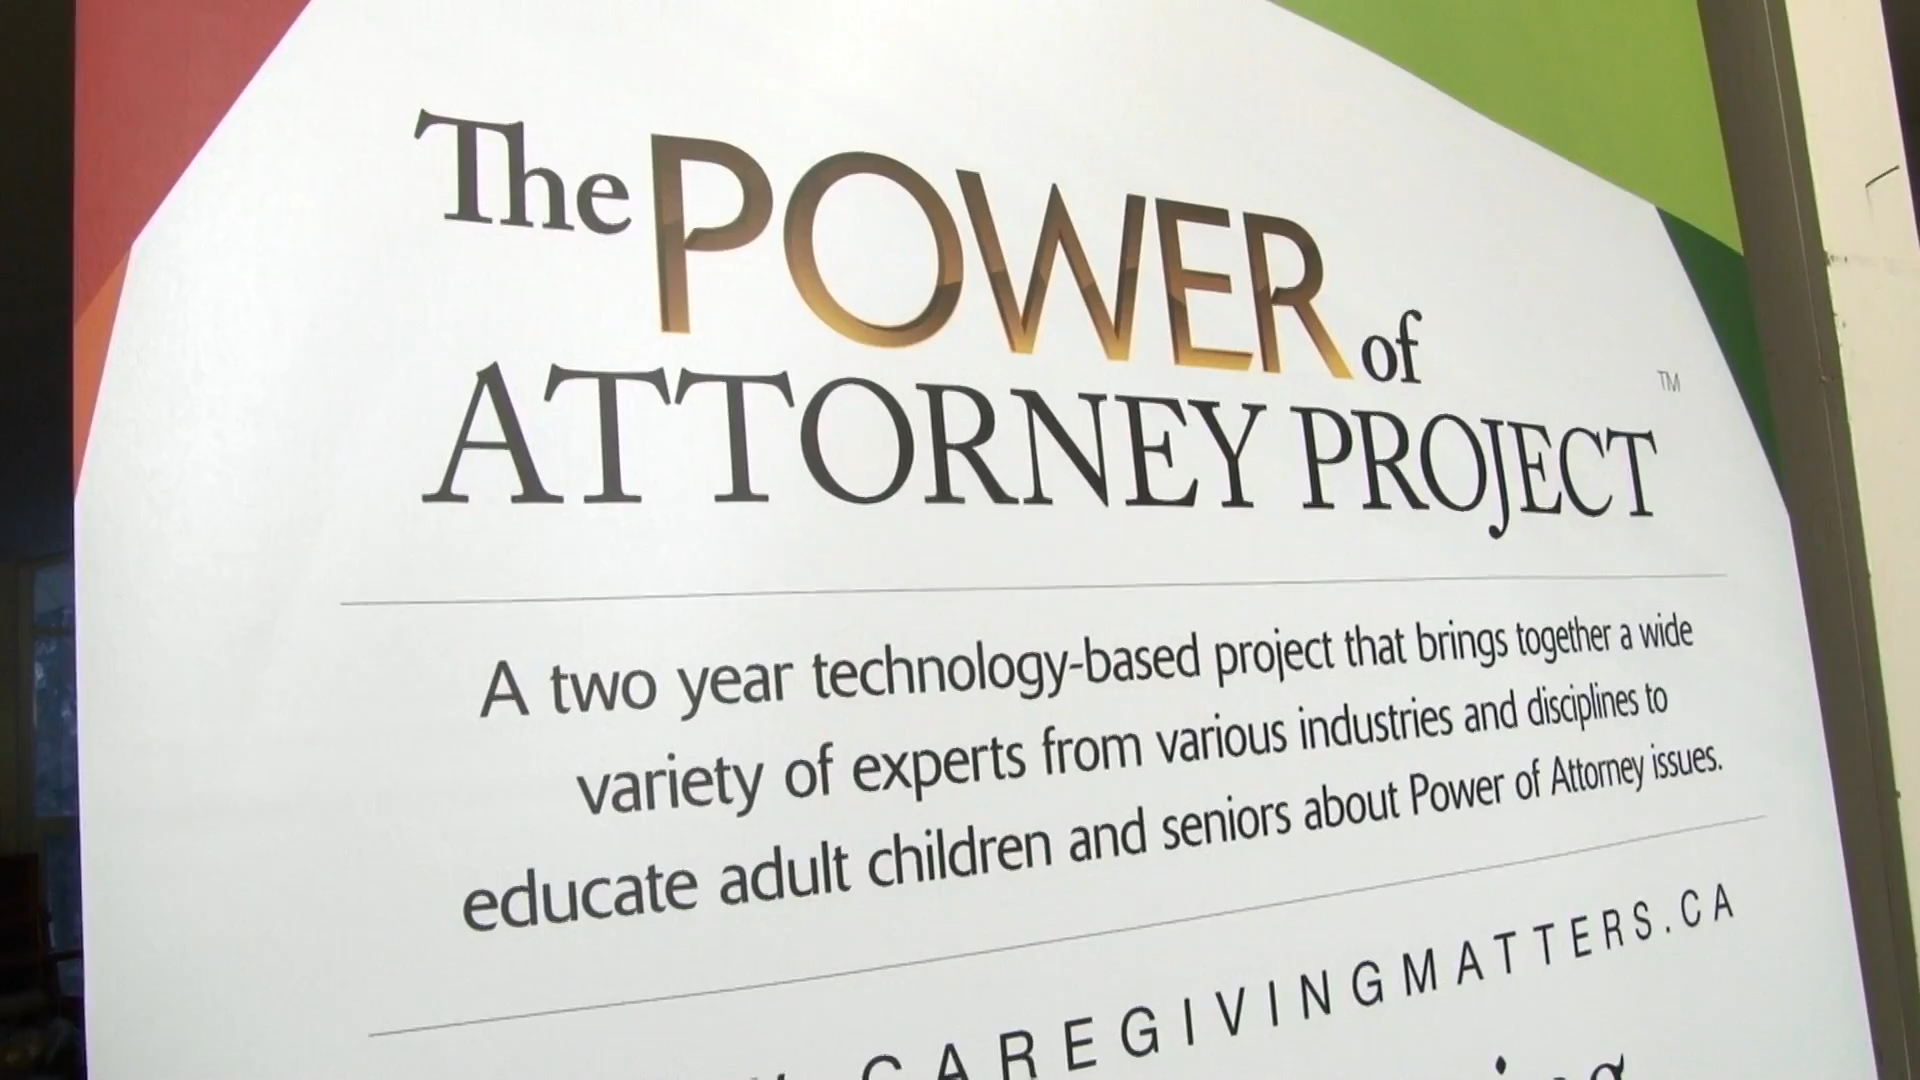 The POWER of
ATTORNEY PROJECT ™
A two year technology-based project that brings together a wide
variety of experts from various industries and disciplines to
educate adult children and seniors about Power of Attorney issues.
CAREGIVINGMATTERS.CA